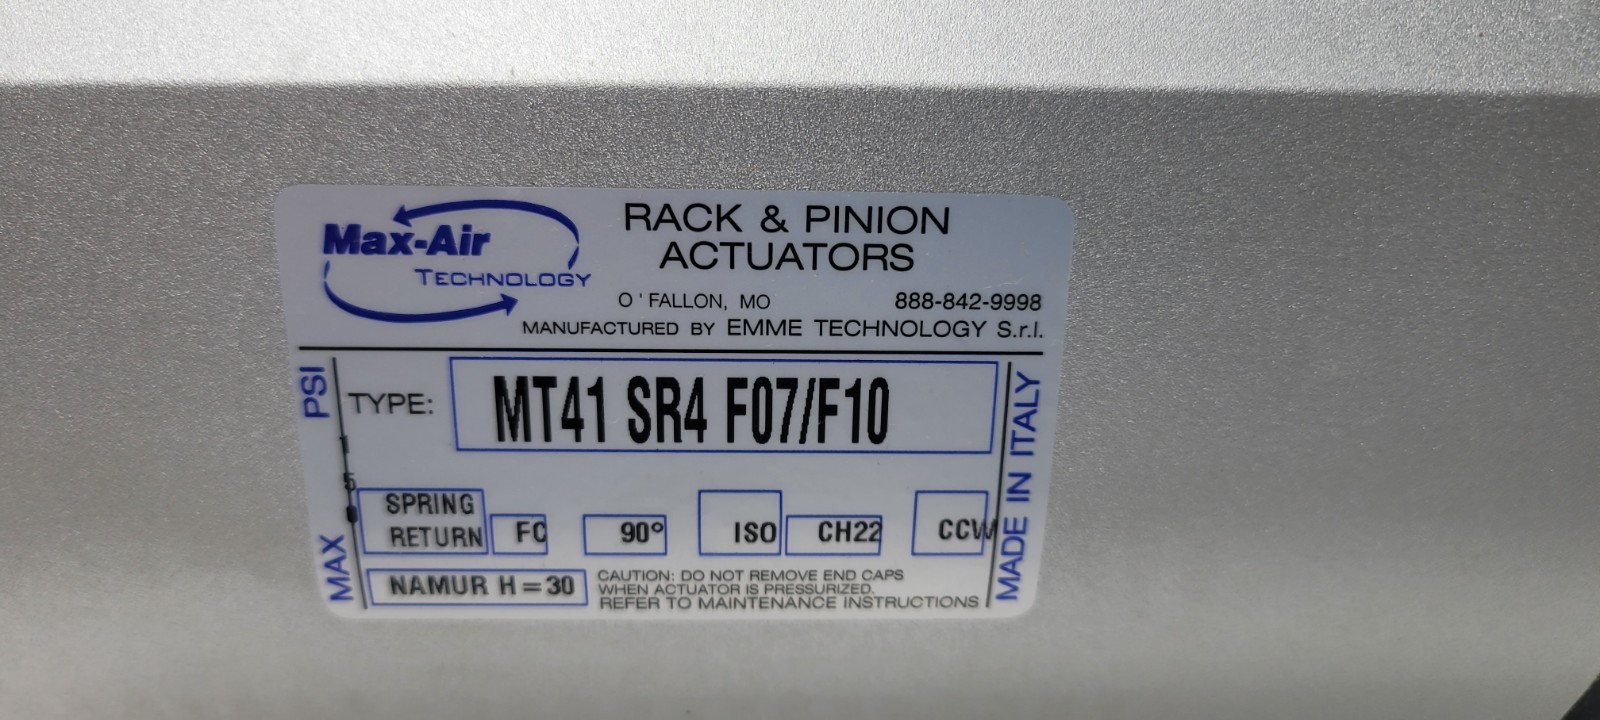 Max-Air
TECHNOLOGY
RACK & PINION
ACTUATORS
O ' FALLON, MO 888-842-9998
MANUFACTURED BY EMME TECHNOLOGY S.r.l.
MAX PSI
TYPE: MT41 SR4 F07/F10
SPRING
RETURN FC 90° ISO CH22 CCW
NAMUR H=30
CAUTION: DO NOT REMOVE END CAPS
WHEN ACTUATOR IS PRESSURIZED.
REFER TO MAINTENANCE INSTRUCTIONS
MADE IN ITALY